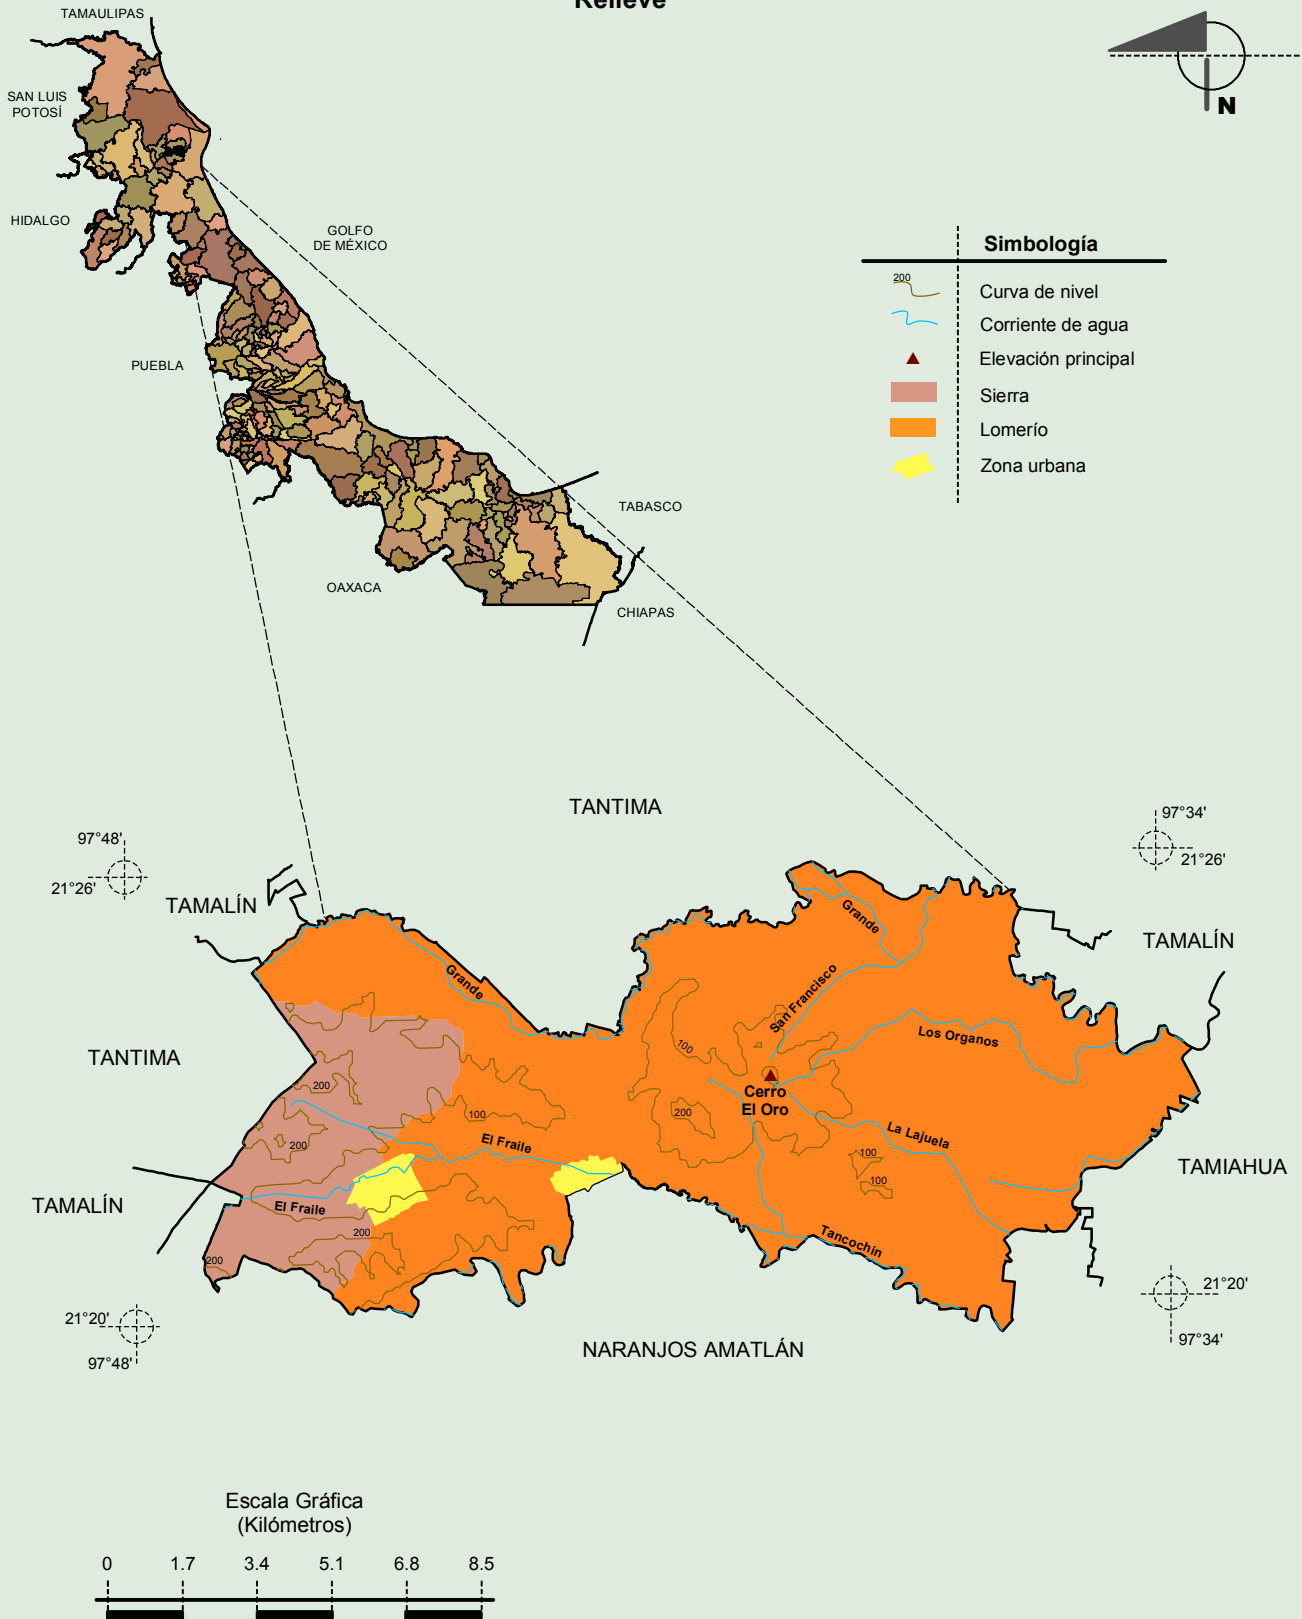 Relieve
TAMAULIPAS
SAN LUIS
POTOSÍ
HIDALGO
GOLFO
DE MÉXICO
PUEBLA
OAXACA
TABASCO
CHIAPAS
N
Simbología
200
Curva de nivel
Corriente de agua
Elevación principal
Sierra
Lomerío
Zona urbana
TANTIMA
97°48'
21°26'
97°34'
21°26'
TAMALÍN
TAMALÍN
Grande
Grande
San Francisco
Los Organos
100
TANTIMA
200
Cerro
El Oro
100
200
La Lajuela
El Fraile
200
100
100
TAMIAHUA
TAMALÍN
El Fraile
200
Tancochin
200
21°20'
97°48'
21°20'
97°34'
NARANJOS AMATLÁN
Escala Gráfica
(Kilómetros)
0 1.7 3.4 5.1 6.8 8.5